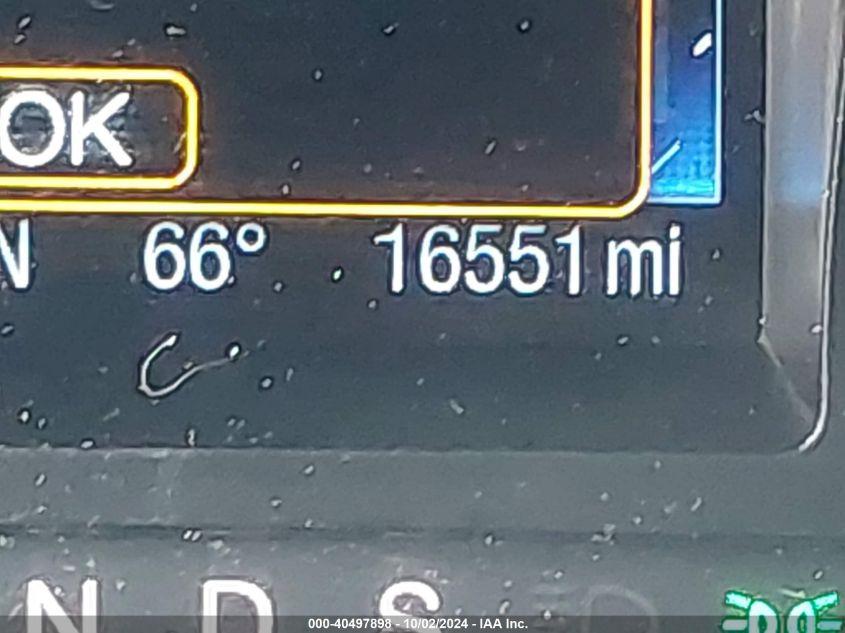 OK
N 66° 16551 mi
N D S
000-40497898 - 10/02/2024 - IAA Inc.